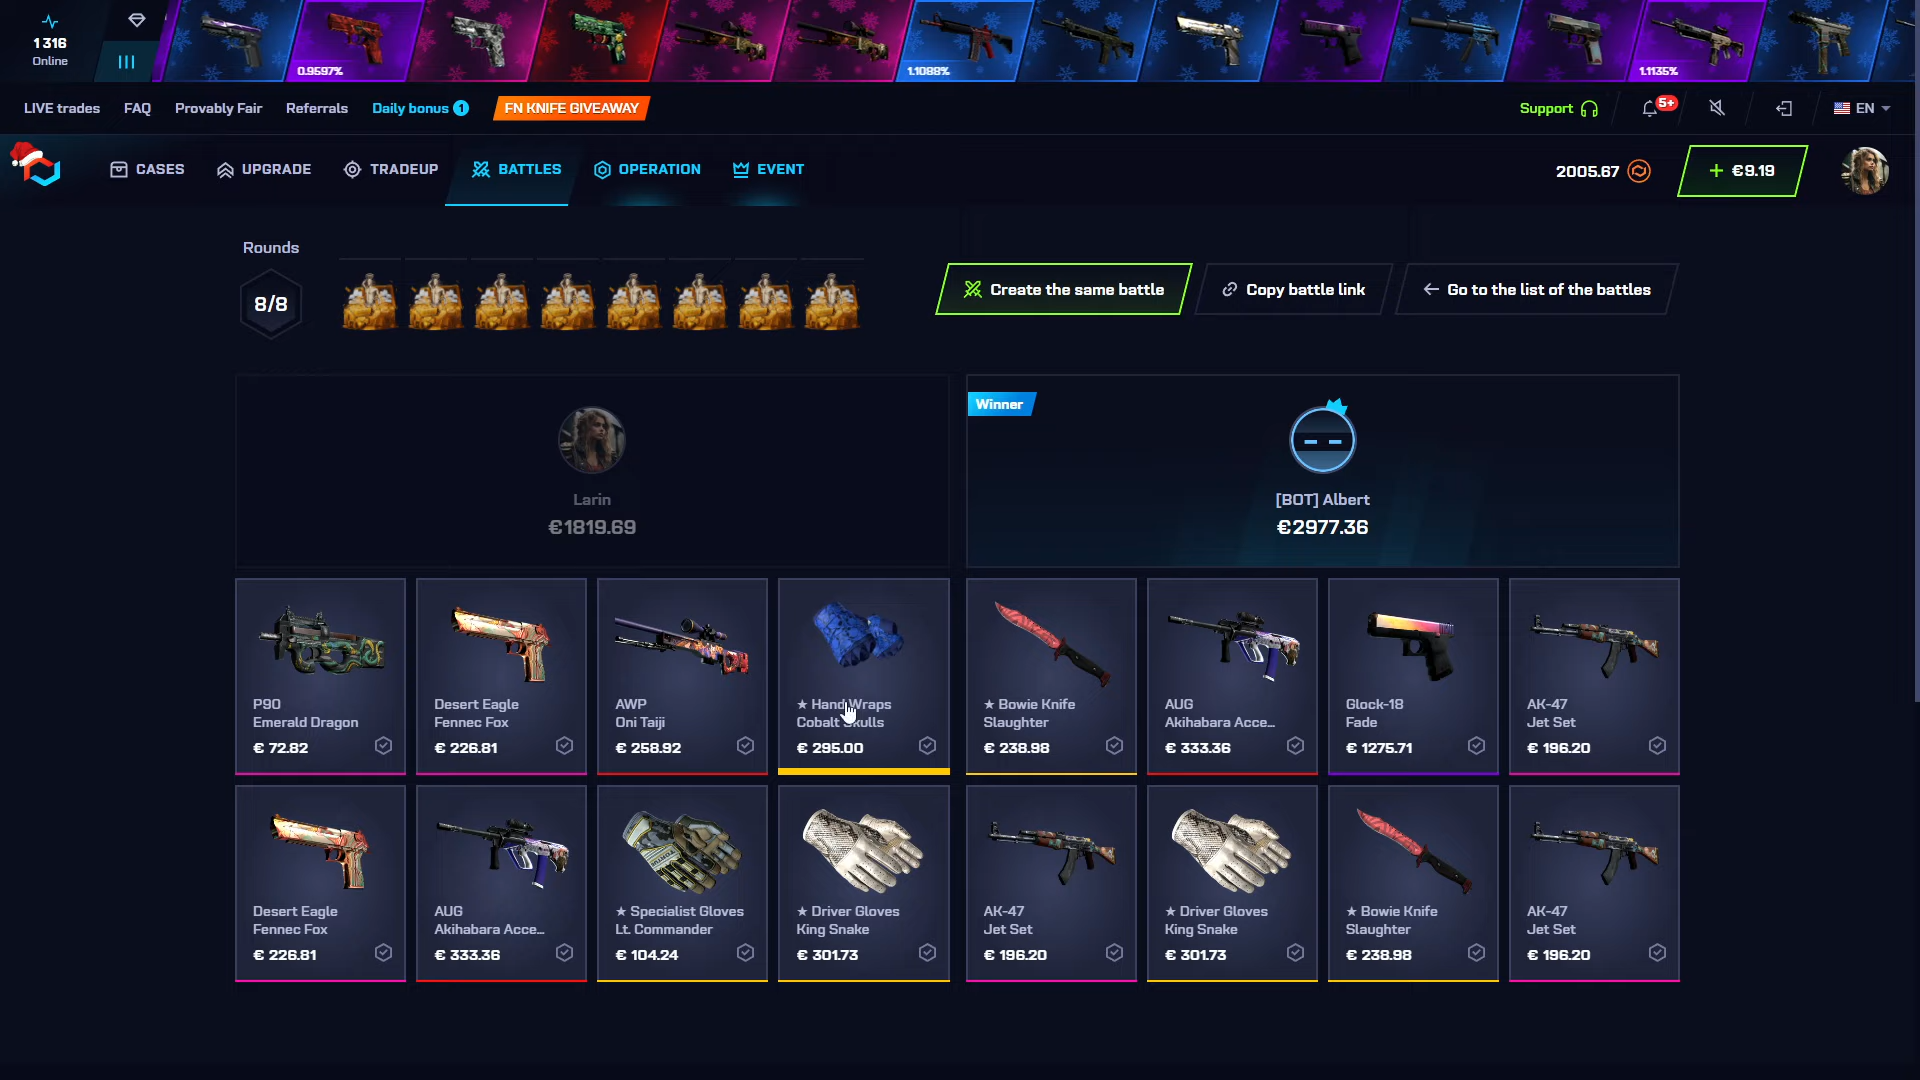 1 316
Online
0.9597%
1.1088%
1.1135%
LIVE trades
FAQ
Provably Fair
Referrals
Daily bonus 1
FN KNIFE GIVEAWAY
Support
5+
EN
CASES
UPGRADE
TRADEUP
BATTLES
OPERATION
EVENT
2005.67
+ €9.19
Rounds
8/8
Create the same battle
Copy battle link
Go to the list of the battles
Larin
€1819.69
Winner
[BOT] Albert
€2977.36
P90
Emerald Dragon
€ 72.82
Desert Eagle
Fennec Fox
€ 226.81
AWP
Oni Taiji
€ 258.92
★ Hand Wraps
Cobalt Skulls
€ 295.00
★ Bowie Knife
Slaughter
€ 238.98
AUG
Akihabara Acce...
€ 333.36
Glock-18
Fade
€ 1275.71
AK-47
Jet Set
€ 196.20
Desert Eagle
Fennec Fox
€ 226.81
AUG
Akihabara Acce...
€ 333.36
★ Specialist Gloves
Lt. Commander
€ 104.24
★ Driver Gloves
King Snake
€ 301.73
AK-47
Jet Set
€ 196.20
★ Driver Gloves
King Snake
€ 301.73
★ Bowie Knife
Slaughter
€ 238.98
AK-47
Jet Set
€ 196.20